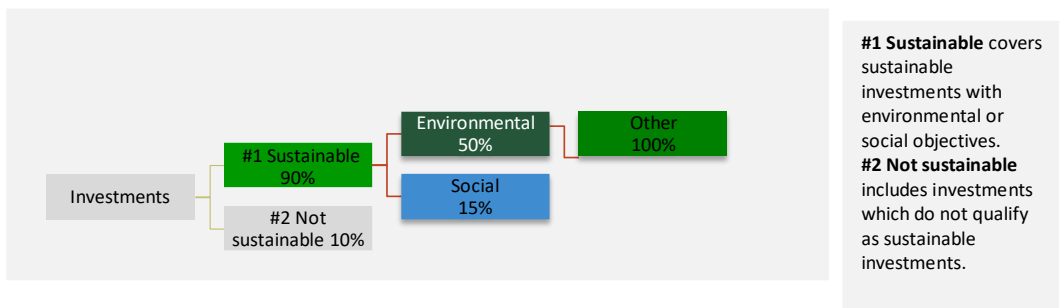 Investments
#1 Sustainable
90%
#2 Not
sustainable 10%
Environmental
50%
Social
15%
Other
100%
#1 Sustainable covers
sustainable
investments with
environmental or
social objectives.
#2 Not sustainable
includes investments
which do not qualify
as sustainable
investments.